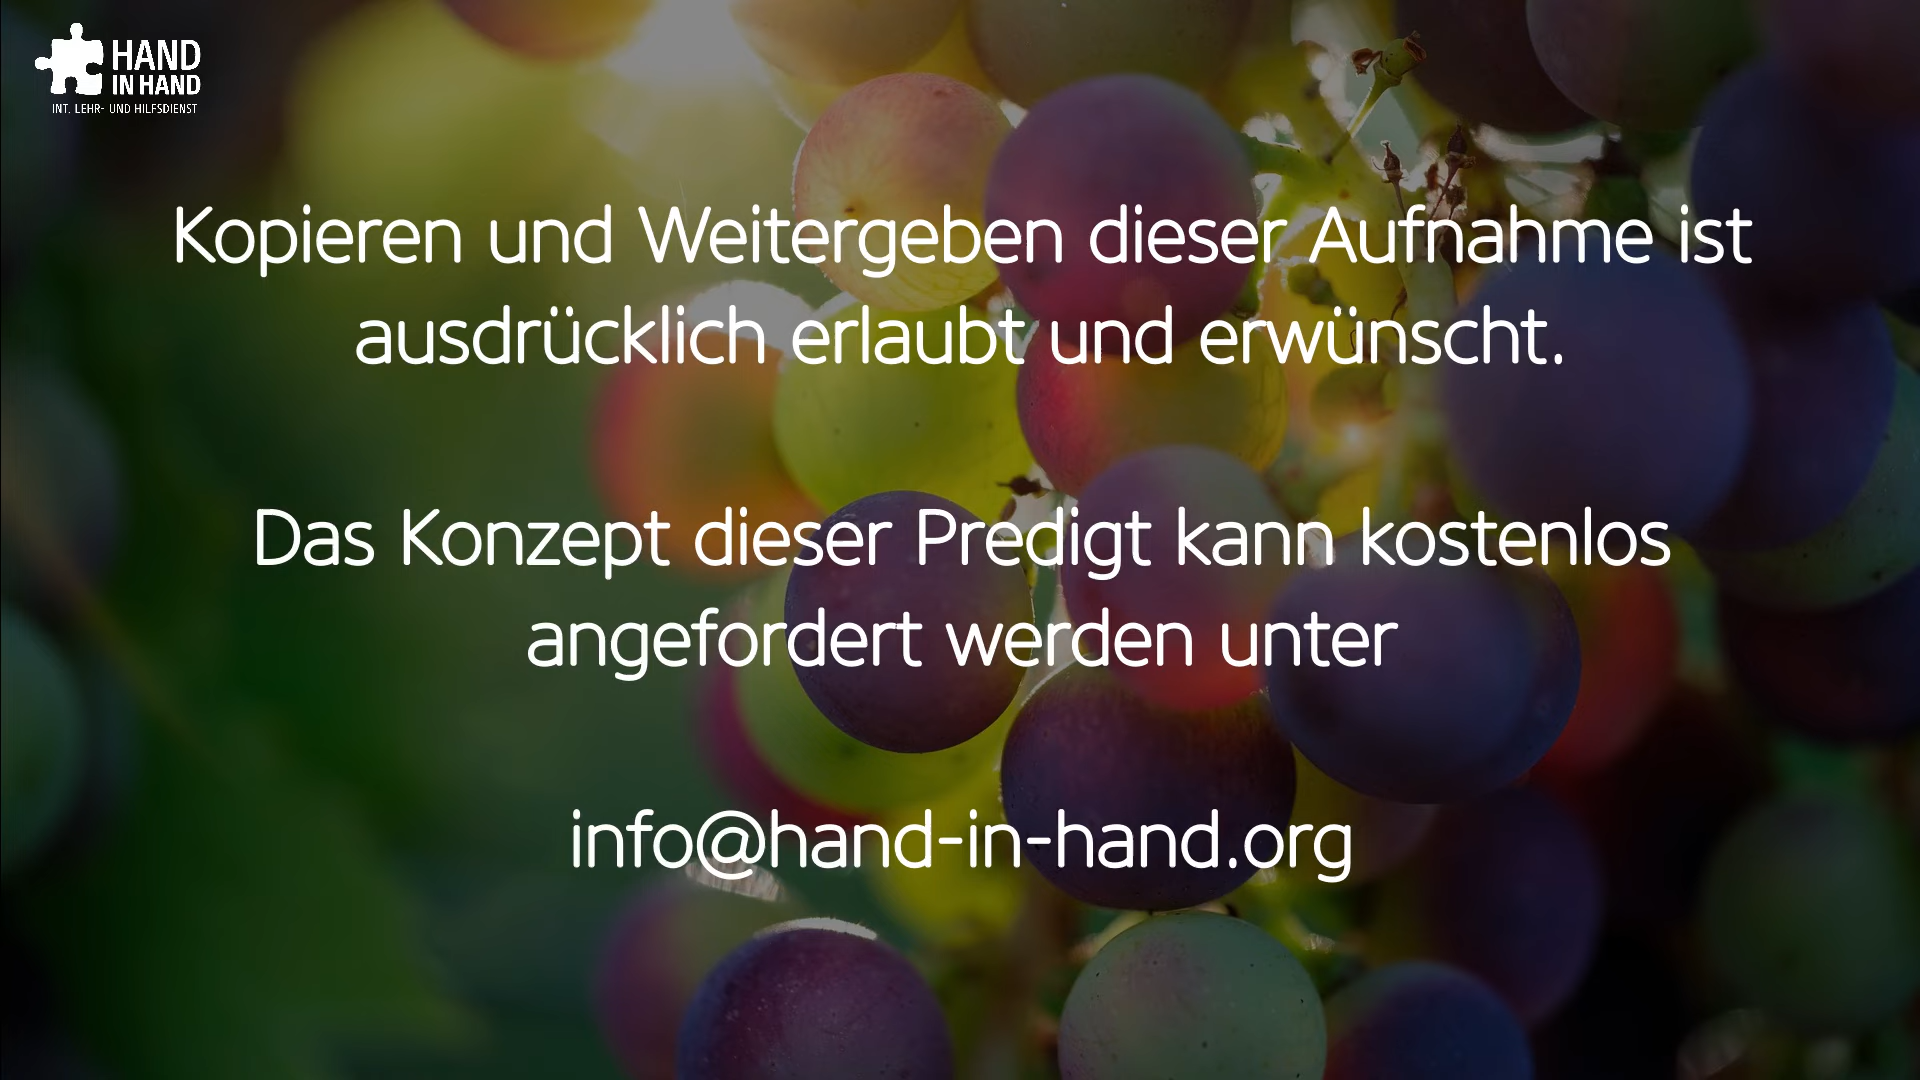 HAND
IN HAND
INT. LEHR- UND HILFSDIENST
Kopieren und Weitergeben dieser Aufnahme ist
ausdrücklich erlaubt und erwünscht.
Das Konzept dieser Predigt kann kostenlos
angefordert werden unter
info@hand-in-hand.org